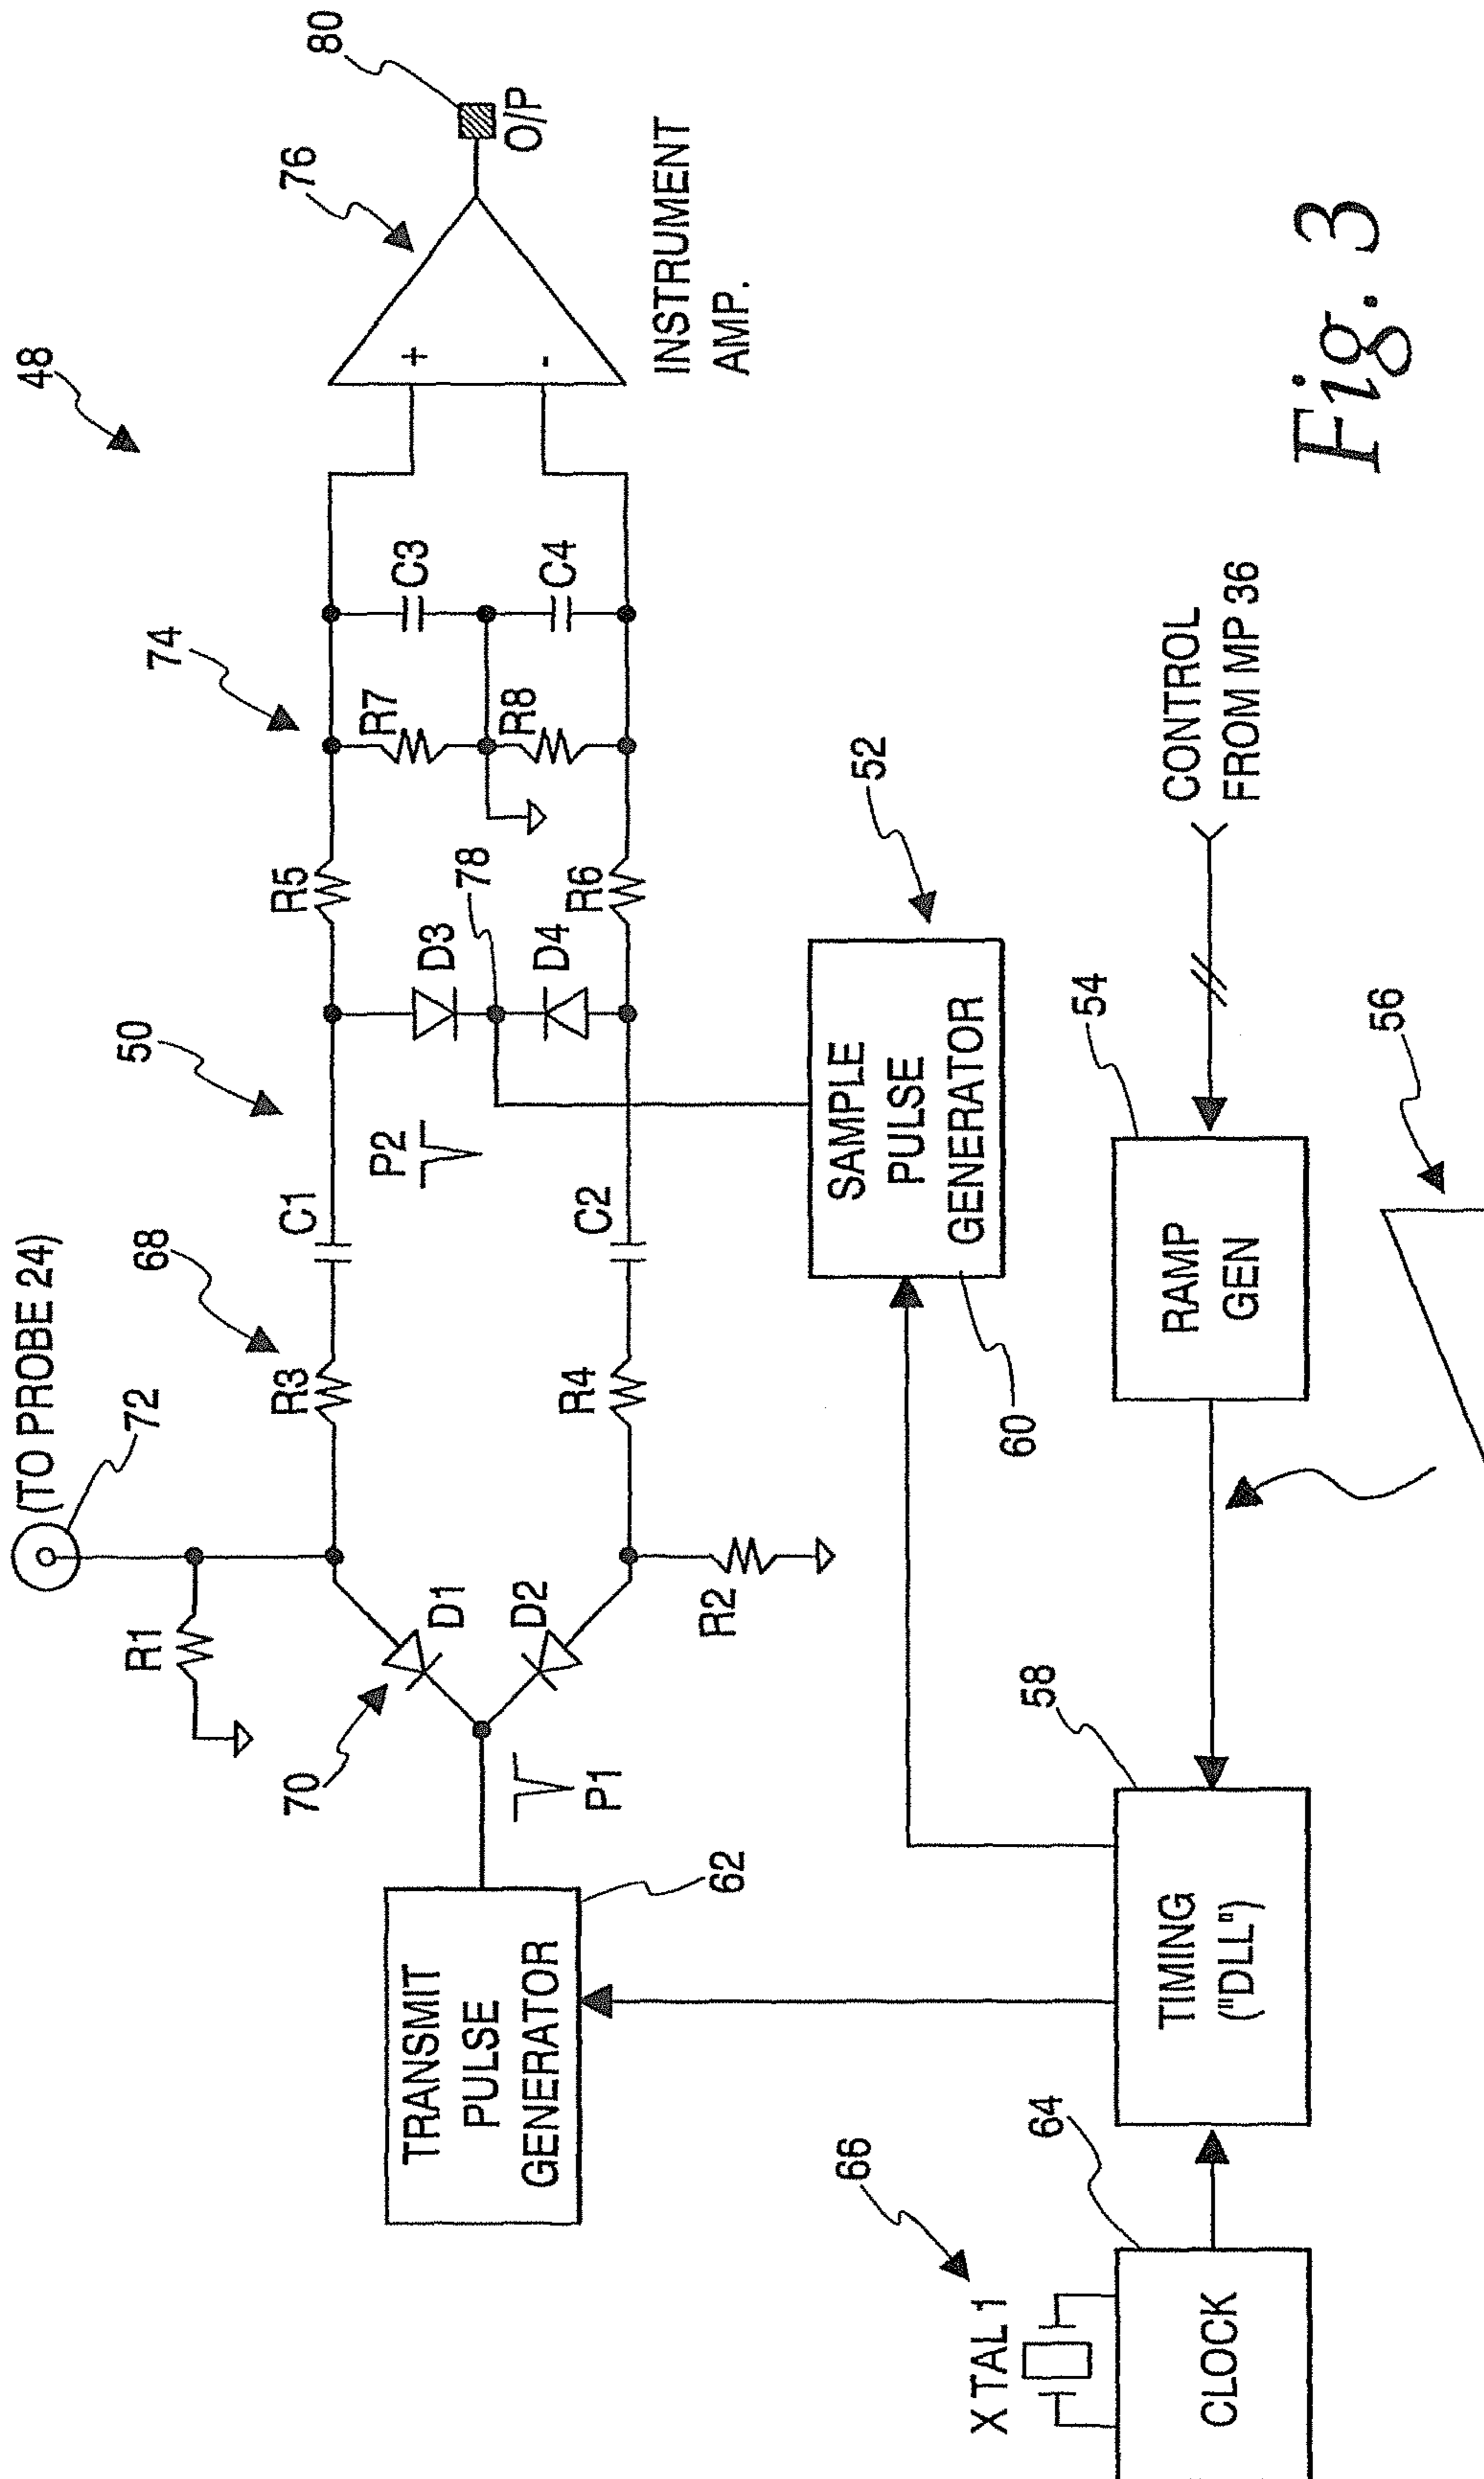 48
(TO PROBE 24)
72
68
50
74
76
80
R1
R3
C1
R5
O/P
70
D1
P2
D3
78
R7
C3
+
TRANSMIT
PULSE
GENERATOR
P1
D2
R4
C2
D4
R6
R8
C4
-
INSTRUMENT
AMP.
62
R2
SAMPLE
PULSE
GENERATOR
52
60
66
X TAL 1
64
CLOCK
58
TIMING
("DLL")
54
RAMP
GEN
CONTROL
FROM MP 36
56
Fig. 3